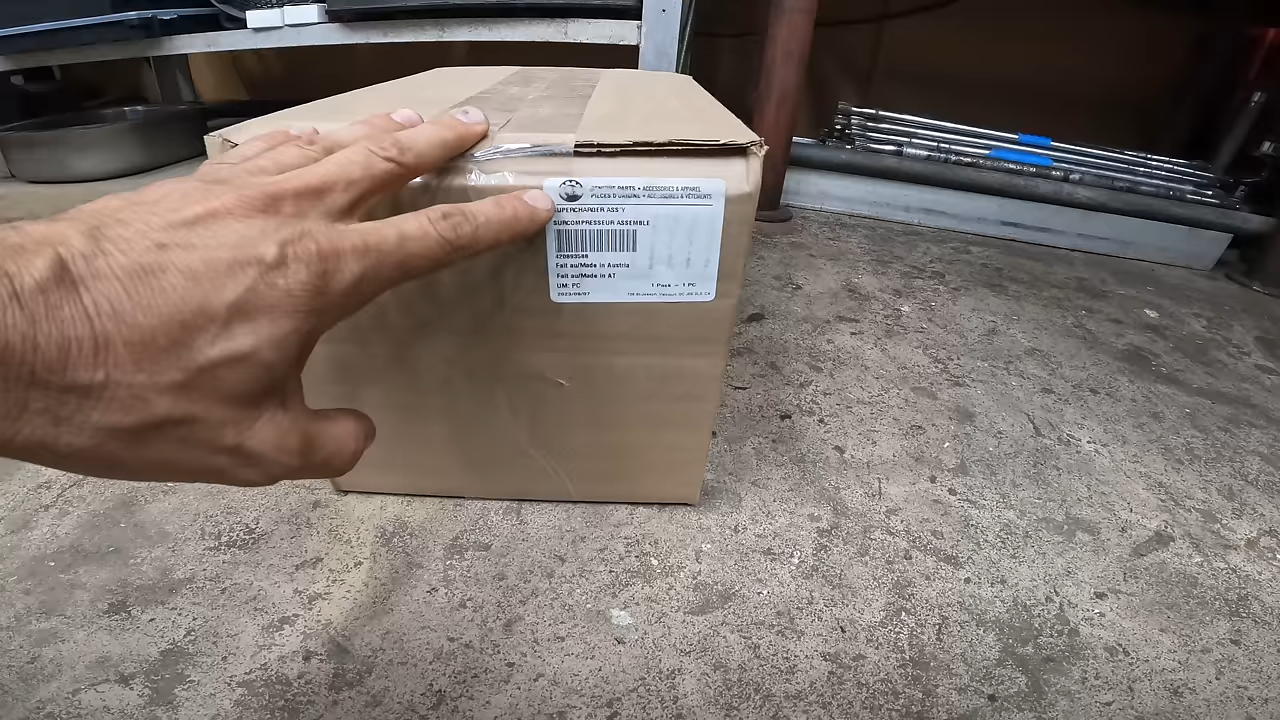 GENUINE PARTS • ACCESSORIES & APPAREL
PIÈCES D'ORIGINE • ACCESSOIRES & VÊTEMENTS
SUPERCHARGER ASS'Y
SURCOMPRESSEUR ASSEMBLE
420893588
Fait au/Made in Austria
Fait au/Made in AT
UM: PC
1 Pack = 1 PC
2023/08/07